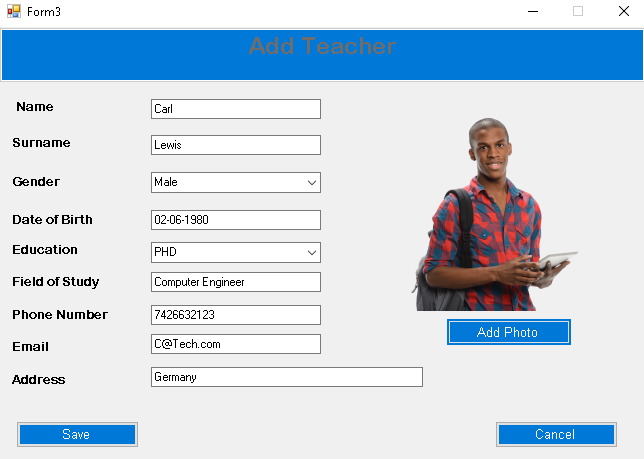 Form3
Add Teacher
Name Carl
Surname Lewis
Gender Male
Date of Birth 02-06-1980
Education PHD
Field of Study Computer Engineer
Phone Number 7426632123
Add Photo
Email C@Tech.com
Address Germany
Save Cancel